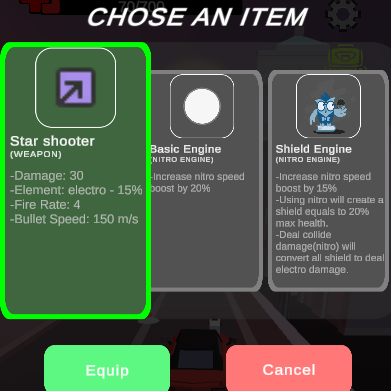 70/700
CHOSE AN ITEM
Star shooter
(WEAPON)
-Damage: 30
-Element: electro - 15%
-Fire Rate: 4
-Bullet Speed: 150 m/s
Basic Engine
(NITRO ENGINE)
-Increase nitro speed
boost by 20%
Shield Engine
(NITRO ENGINE)
-Increase nitro speed
boost by 15%
-Using nitro will create a
shield equals to 20%
max health.
-Deal collide
damage(nitro) will
convert all shield to deal
electro damage.
Equip
Cancel